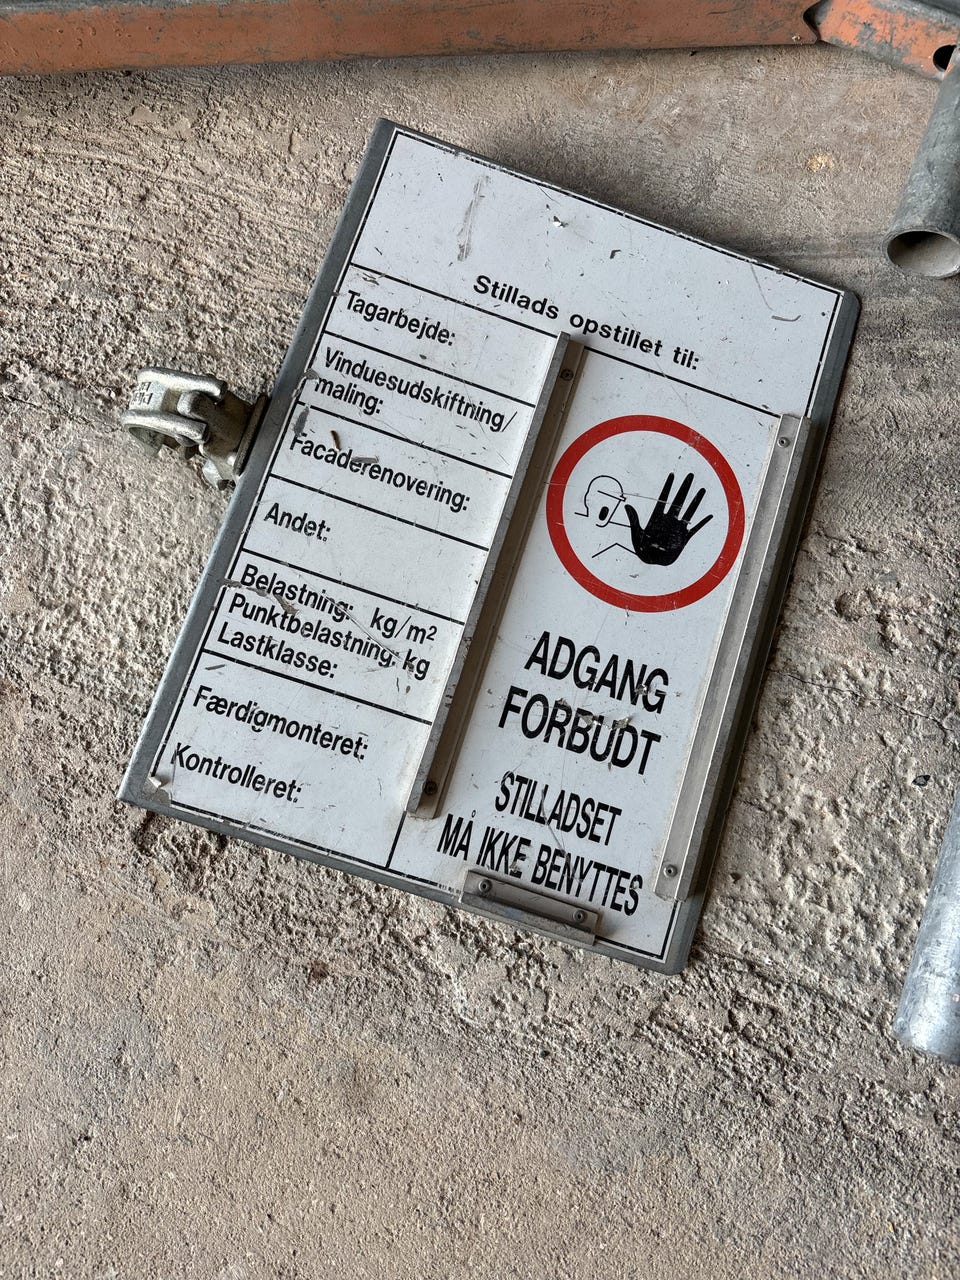 Stillads opstillet til:
Tagarbejde:
Vinduesudskiftning/
maling:
Facaderenovering:
Andet:
Belastning: kg/m²
Punktbelastning: kg
Lastklasse:
Færdigmonteret:
Kontrolleret:
ADGANG
FORBUDT
STILLADSET
MÅ IKKE BENYTTES